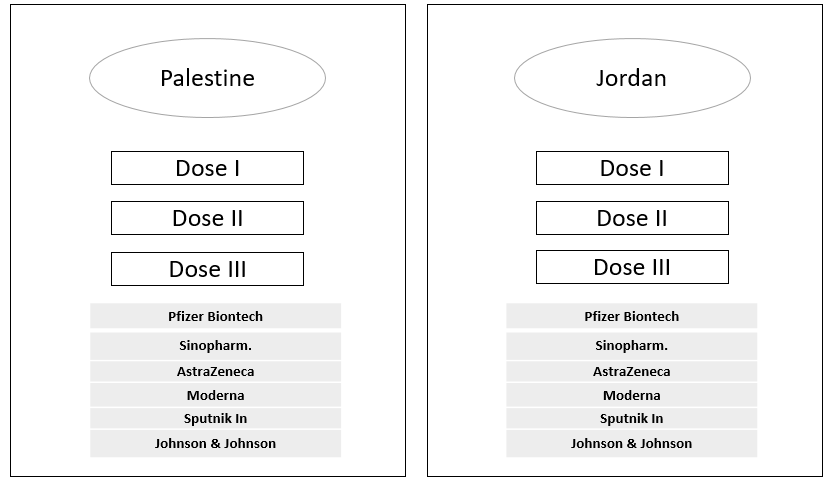 Palestine
Dose I
Dose II
Dose III
Pfizer Biontech
Sinopharm.
AstraZeneca
Moderna
Sputnik In
Johnson & Johnson
Jordan
Dose I
Dose II
Dose III
Pfizer Biontech
Sinopharm.
AstraZeneca
Moderna
Sputnik In
Johnson & Johnson